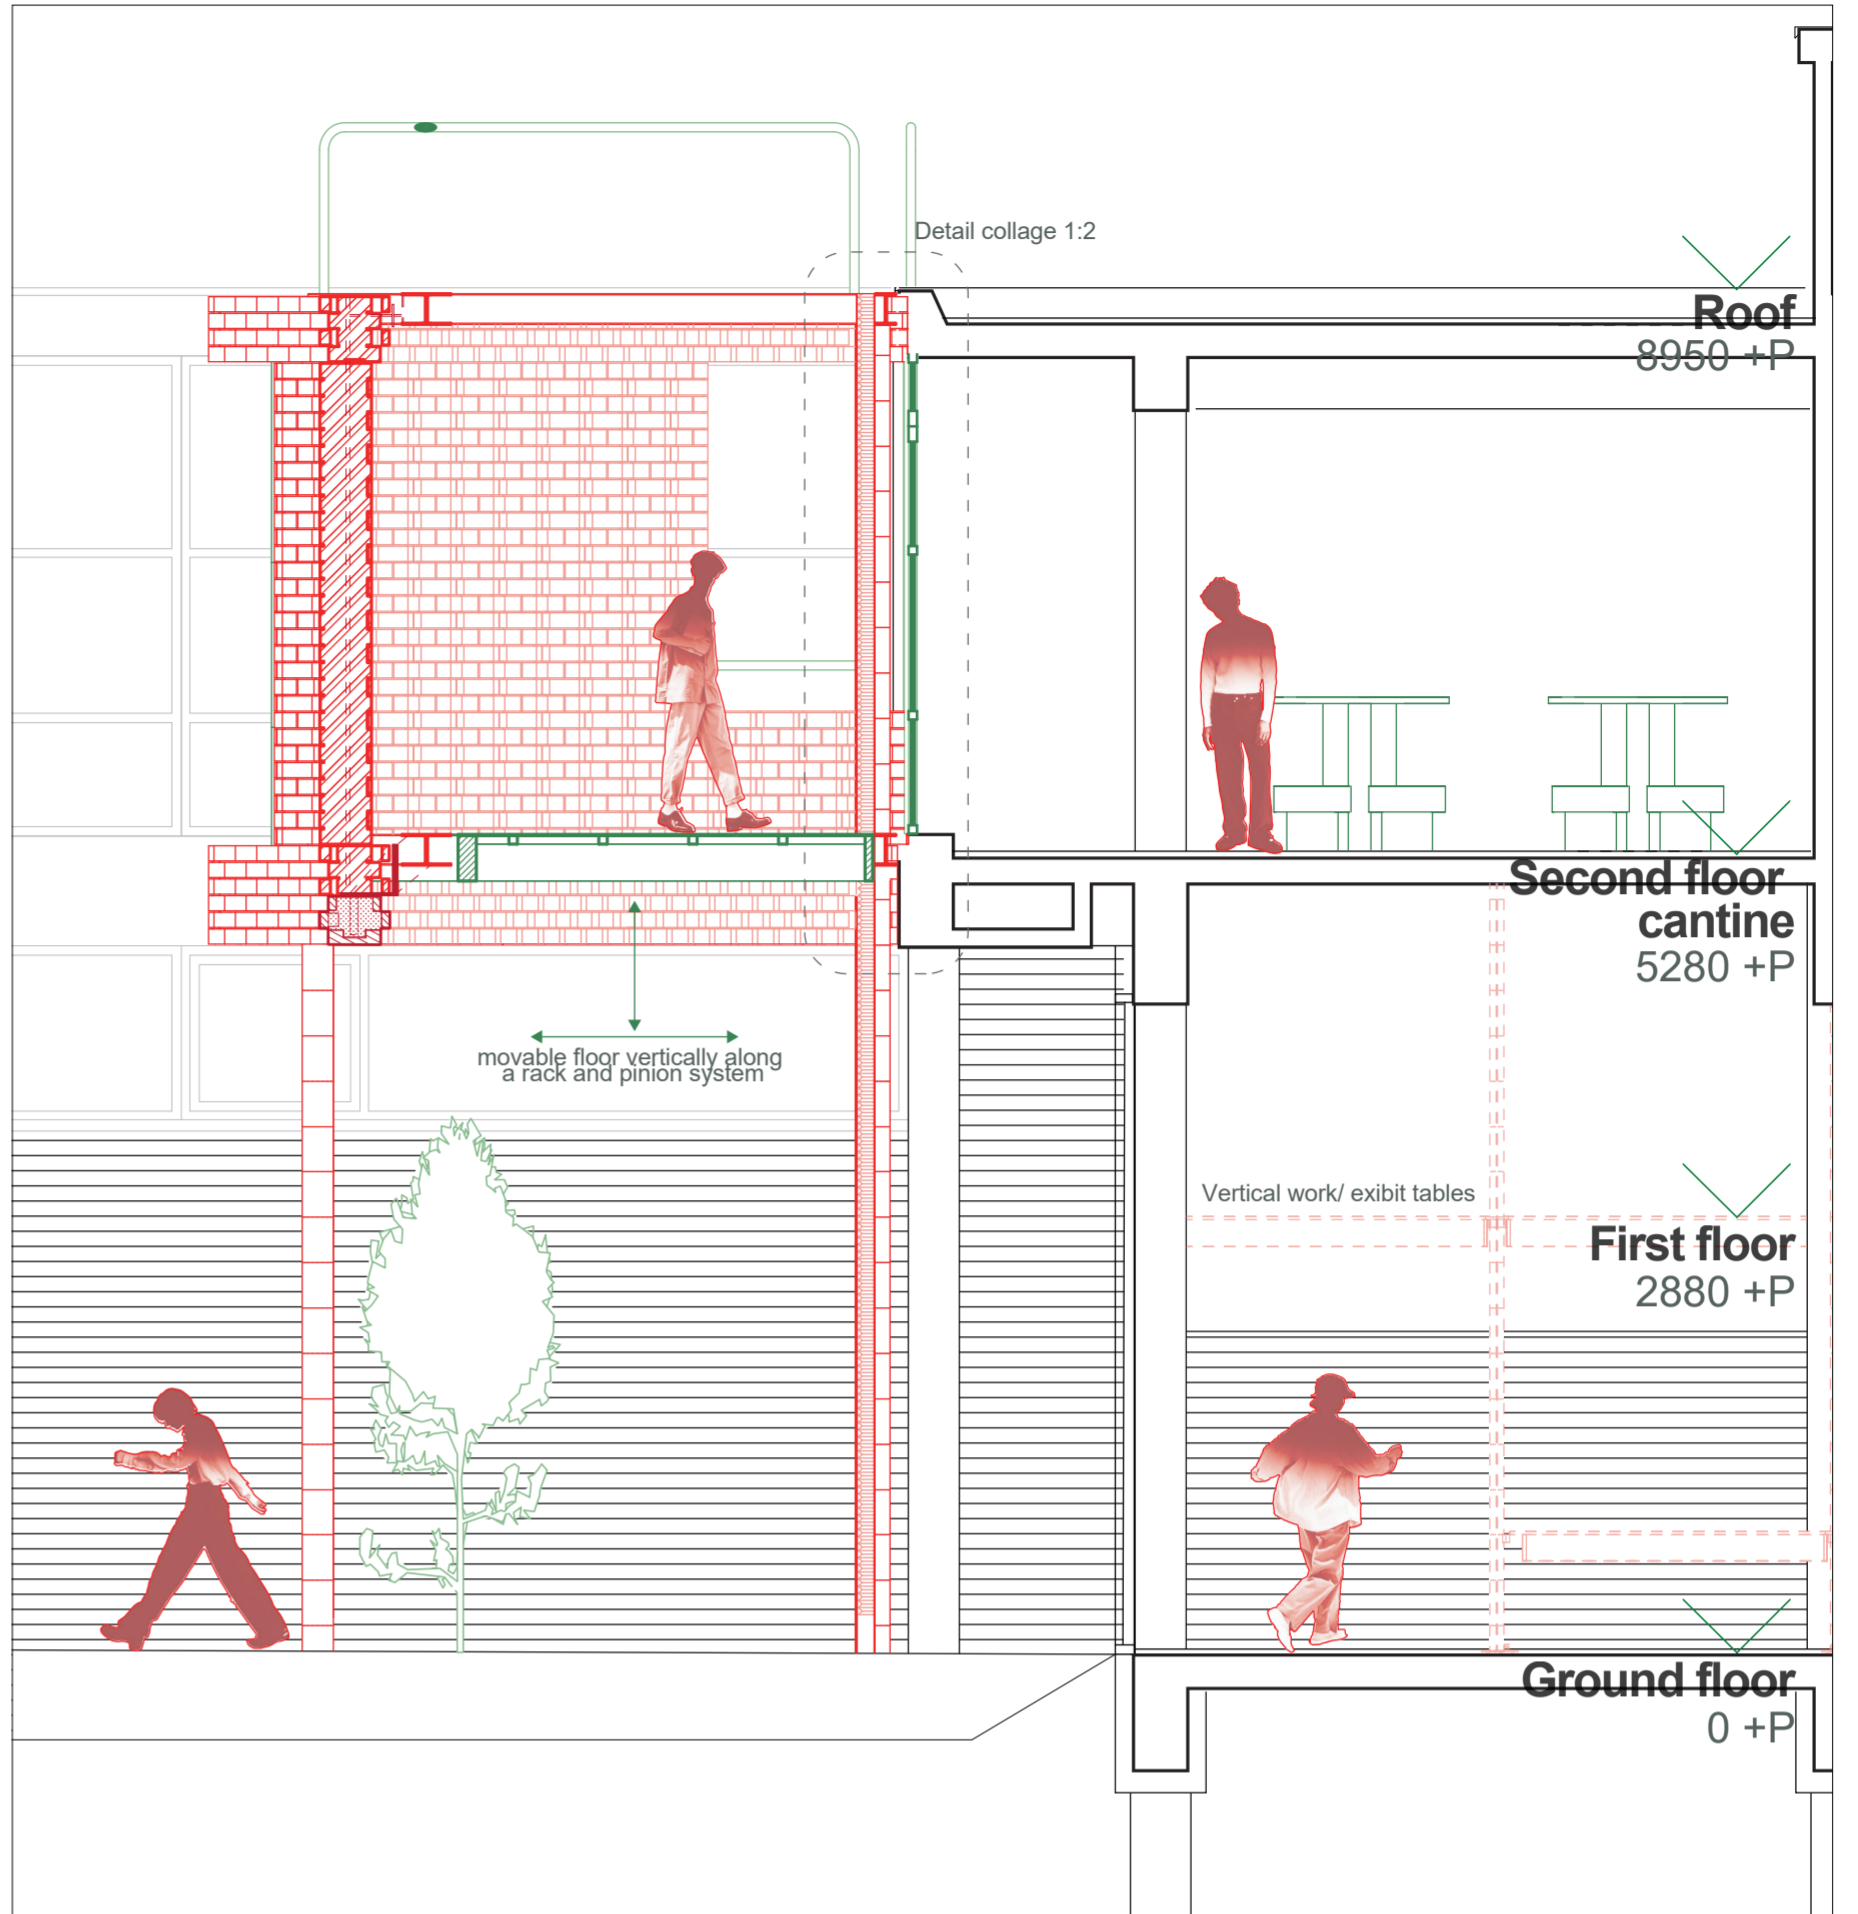 Detail collage 1:2
Roof
8950 +P
Second floor
cantine
5280 +P
movable floor vertically along
a rack and pinion system
Vertical work/ exibit tables
First floor
2880 +P
Ground floor
0 +P